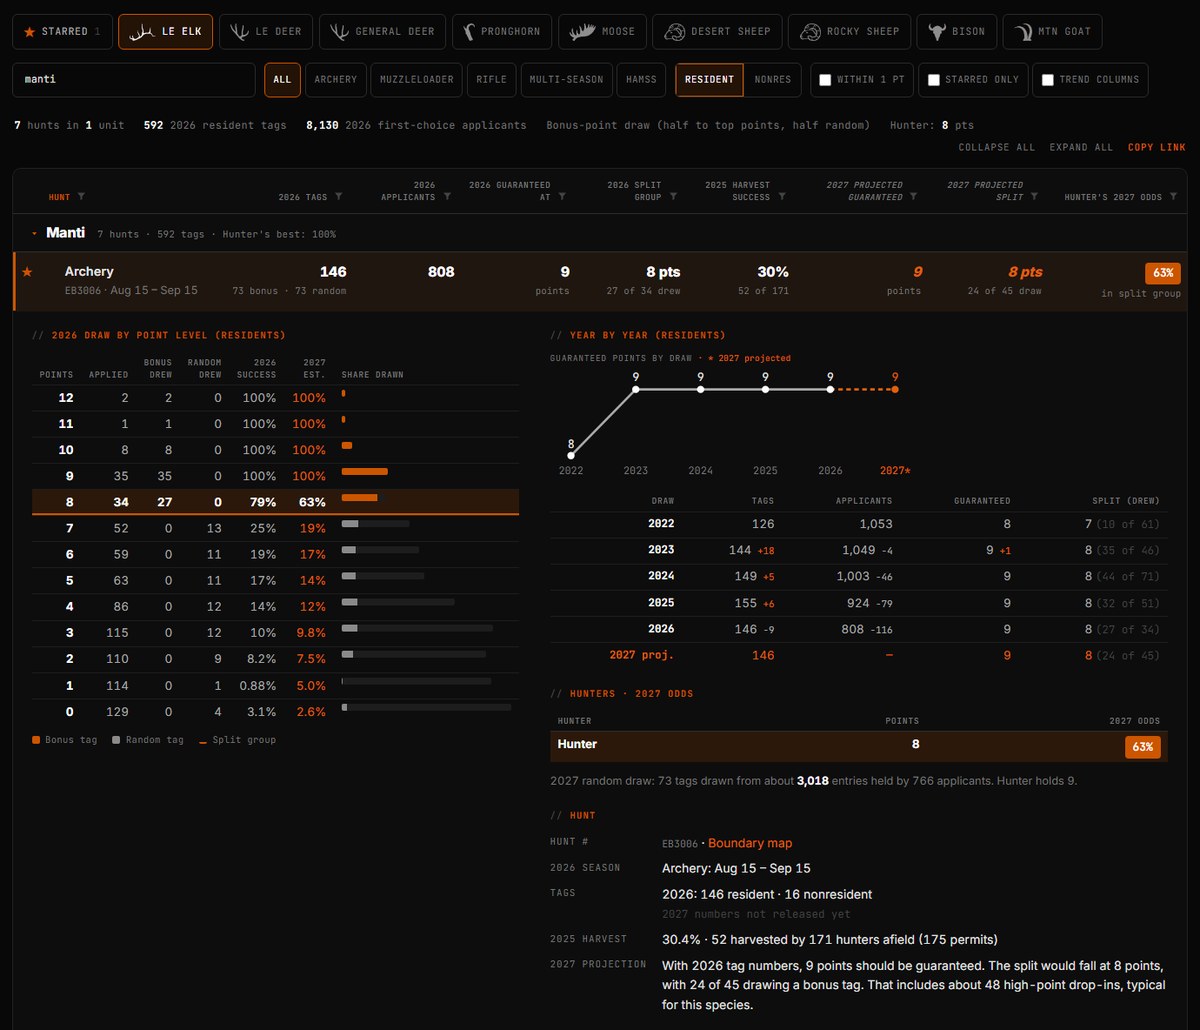 ★ STARRED 1 LE ELK LE DEER GENERAL DEER PRONGHORN MOOSE DESERT SHEEP ROCKY SHEEP BISON MTN GOAT
manti ALL ARCHERY MUZZLELOADER RIFLE MULTI-SEASON HAMSS RESIDENT NONRES WITHIN 1 PT STARRED ONLY TREND COLUMNS
7 hunts in 1 unit 592 2026 resident tags 8,130 2026 first-choice applicants Bonus-point draw (half to top points, half random) Hunter: 8 pts
COLLAPSE ALL EXPAND ALL COPY LINK
HUNT 2026 TAGS 2026 APPLICANTS 2026 GUARANTEED AT 2026 SPLIT GROUP 2025 HARVEST SUCCESS 2027 PROJECTED GUARANTEED 2027 PROJECTED SPLIT HUNTER'S 2027 ODDS
Manti 7 hunts · 592 tags · Hunter's best: 100%
★ Archery 146 808 9 8 pts 30% 9 8 pts 63%
EB3006 · Aug 15 – Sep 15 73 bonus · 73 random points 27 of 34 drew 52 of 171 points 24 of 45 drew in split group
// 2026 DRAW BY POINT LEVEL (RESIDENTS)
POINTS APPLIED BONUS DREW RANDOM DREW 2026 SUCCESS 2027 EST. SHARE DRAWN
12 2 2 0 100% 100%
11 1 1 0 100% 100%
10 8 8 0 100% 100%
9 35 35 0 100% 100%
8 34 27 0 79% 63%
7 52 0 13 25% 19%
6 59 0 11 19% 17%
5 63 0 11 17% 14%
4 86 0 12 14% 12%
3 115 0 12 10% 9.8%
2 110 0 9 8.2% 7.5%
1 114 0 1 0.88% 5.0%
0 129 0 4 3.1% 2.6%
Bonus tag Random tag Split group
// YEAR BY YEAR (RESIDENTS)
GUARANTEED POINTS BY DRAW · * 2027 projected
8 9 9 9 9 9
2022 2023 2024 2025 2026 2027*
DRAW TAGS APPLICANTS GUARANTEED SPLIT (DREW)
2022 126 1,053 8 7 (10 of 61)
2023 144 +18 1,049 -4 9 +1 8 (35 of 46)
2024 149 +5 1,003 -46 9 8 (44 of 71)
2025 155 +6 924 -79 9 8 (32 of 51)
2026 146 -9 808 -116 9 8 (27 of 34)
2027 proj. 146 – 9 8 (24 of 45)
// HUNTERS · 2027 ODDS
HUNTER POINTS 2027 ODDS
Hunter 8 63%
2027 random draw: 73 tags drawn from about 3,018 entries held by 766 applicants. Hunter holds 9.
// HUNT
HUNT # EB3006 · Boundary map
2026 SEASON Archery: Aug 15 – Sep 15
TAGS 2026: 146 resident · 16 nonresident
2027 numbers not released yet
2025 HARVEST 30.4% · 52 harvested by 171 hunters afield (175 permits)
2027 PROJECTION With 2026 tag numbers, 9 points should be guaranteed. The split would fall at 8 points,
with 24 of 45 drawing a bonus tag. That includes about 48 high-point drop-ins, typical
for this species.